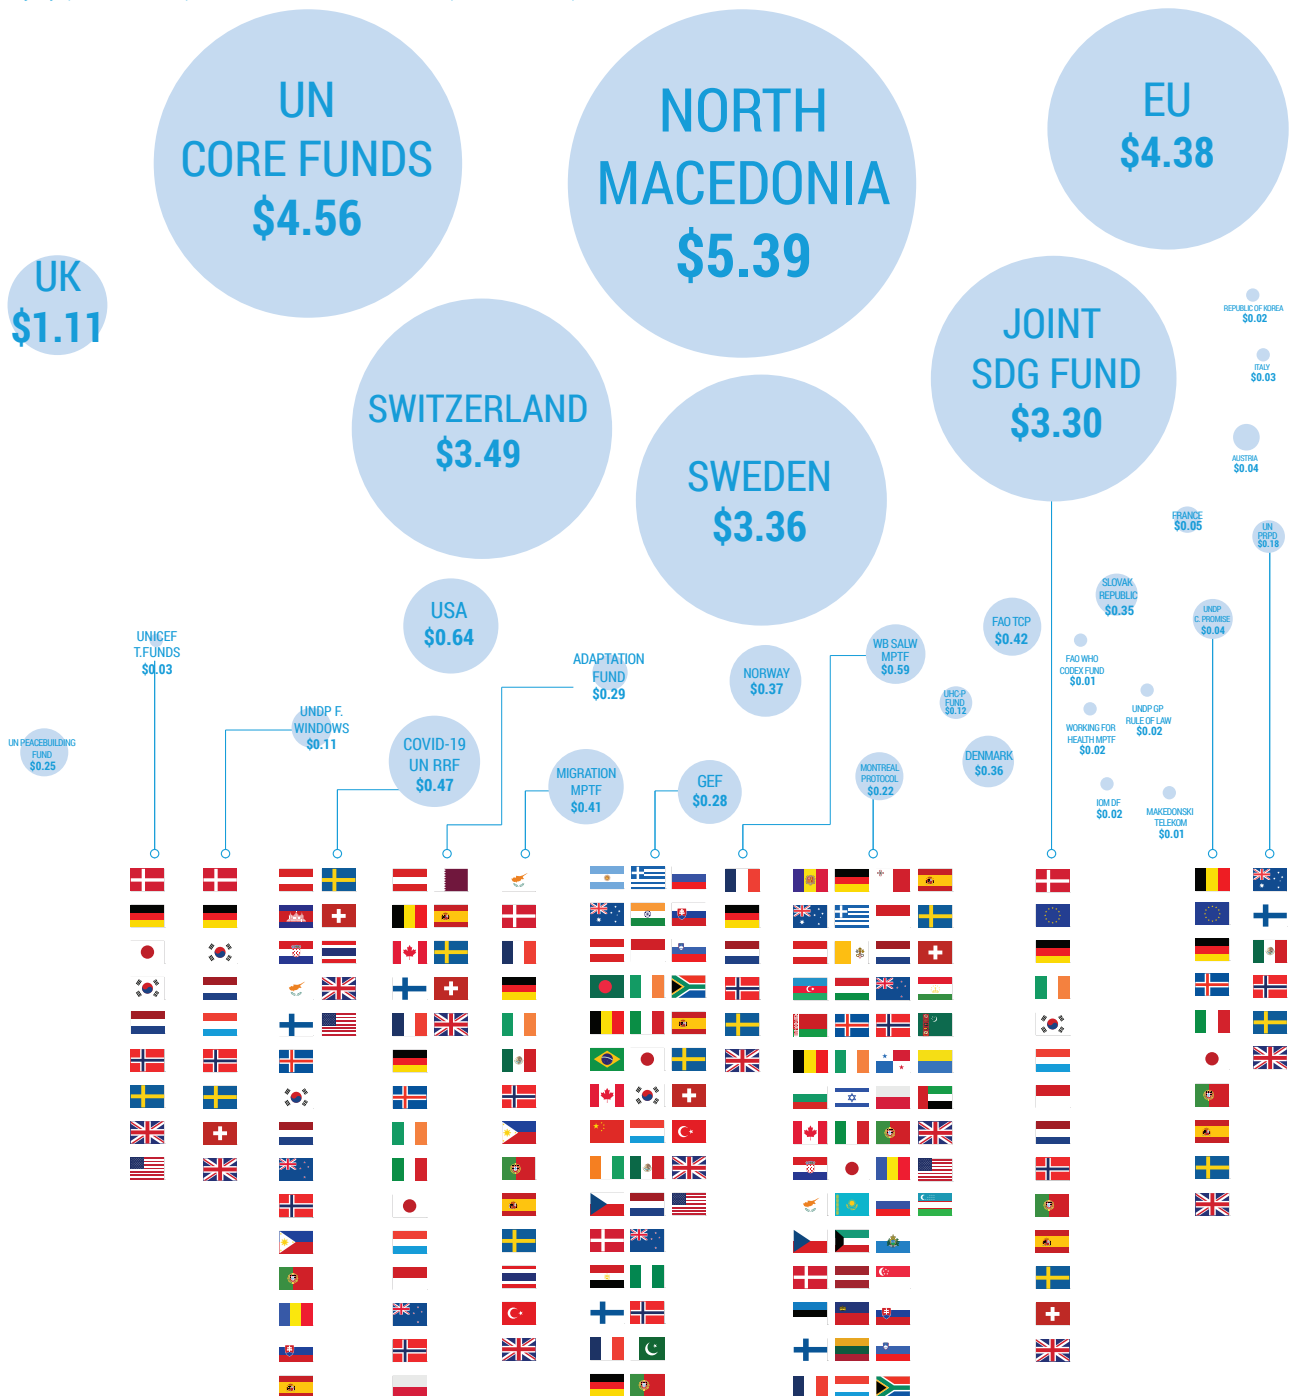 UN
CORE FUNDS
$4.56
NORTH
MACEDONIA
$5.39
EU
$4.38
UK
$1.11
SWITZERLAND
$3.49
SWEDEN
$3.36
JOINT
SDG FUND
$3.30
REPUBLIC OF KOREA
$0.02
ITALY
$0.03
AUSTRIA
$0.04
FRANCE
$0.05
UN
PRPD
$0.18
USA
$0.64
UNICEF
T.FUNDS
$0.03
ADAPTATION
FUND
$0.29
NORWAY
$0.37
WB SALW
MPTF
$0.59
FAO TCP
$0.42
SLOVAK
REPUBLIC
$0.35
UNDP
C. PROMISE
$0.04
FAO WHO
CODEX FUND
$0.01
UHC-P
FUND
$0.12
UNDP GP
RULE OF LAW
$0.02
WORKING FOR
HEALTH MPTF
$0.02
UN PEACEBUILDING
FUND
$0.25
UNDP F.
WINDOWS
$0.11
COVID-19
UN RRF
$0.47
MIGRATION
MPTF
$0.41
GEF
$0.28
MONTREAL
PROTOCOL
$0.22
DENMARK
$0.36
IOM DF
$0.02
MAKEDONSKI
TELEKOM
$0.01